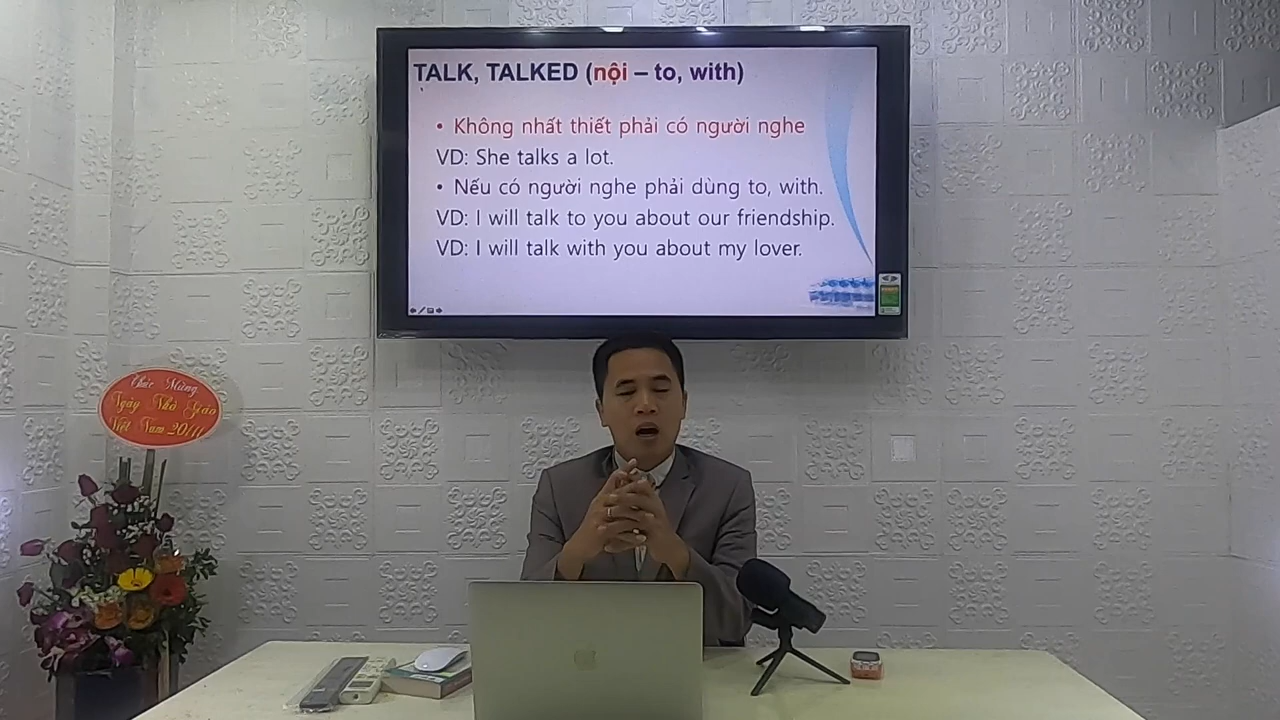 TALK, TALKED (nội – to, with)
• Không nhất thiết phải có người nghe
VD: She talks a lot.
• Nếu có người nghe phải dùng to, with.
VD: I will talk to you about our friendship.
VD: I will talk with you about my lover.
Chúc Mừng
Ngày Nhà Giáo
Việt Nam 20/11